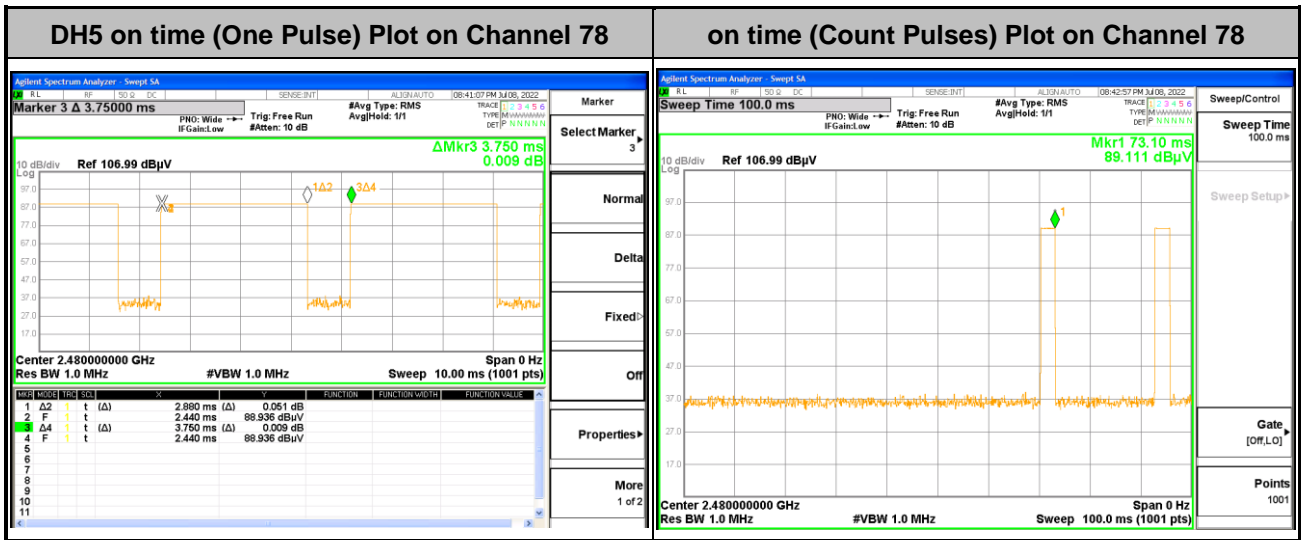 DH5 on time (One Pulse) Plot on Channel 78
Agilent Spectrum Analyzer - Swept SA
RL RF 50 Ω DC SENSE:INT ALIGN AUTO 08:41:07 PM Jul 08, 2022
Marker 3 Δ 3.75000 ms
PNO: Wide
IFGain:Low
Trig: Free Run
#Atten: 10 dB
#Avg Type: RMS
Avg|Hold: 1/1
TRACE 1 2 3 4 5 6
TYPE M
DET P N N N N N
ΔMkr3 3.750 ms
0.009 dB
10 dB/div Ref 106.99 dBµV
Log
97.0
87.0
77.0
67.0
57.0
47.0
37.0
27.0
17.0
1Δ2
3Δ4
Center 2.480000000 GHz Span 0 Hz
Res BW 1.0 MHz #VBW 1.0 MHz Sweep 10.00 ms (1001 pts)
MKR MODE TRC SCL X Y FUNCTION FUNCTION WIDTH FUNCTION VALUE
1 Δ2 1 t (Δ) 2.880 ms (Δ) 0.051 dB
2 F 1 t 2.440 ms 88.936 dBµV
3 Δ4 1 t (Δ) 3.750 ms (Δ) 0.009 dB
4 F 1 t 2.440 ms 88.936 dBµV
5
6
7
8
9
10
11
Marker
Select Marker
3
Normal
Delta
Fixed
Off
Properties
More
1 of 2
on time (Count Pulses) Plot on Channel 78
Agilent Spectrum Analyzer - Swept SA
RL RF 50 Ω DC SENSE:INT ALIGN AUTO 08:42:57 PM Jul 08, 2022
Sweep Time 100.0 ms
PNO: Wide
IFGain:Low
Trig: Free Run
#Atten: 10 dB
#Avg Type: RMS
Avg|Hold: 1/1
TRACE 1 2 3 4 5 6
TYPE M
DET P N N N N N
Mkr1 73.10 ms
89.111 dBµV
10 dB/div Ref 106.99 dBµV
Log
97.0
87.0
77.0
67.0
57.0
47.0
37.0
27.0
17.0
1
Center 2.480000000 GHz Span 0 Hz
Res BW 1.0 MHz #VBW 1.0 MHz Sweep 100.0 ms (1001 pts)
Sweep/Control
Sweep Time
100.0 ms
Sweep Setup
Gate
[Off,LO]
Points
1001